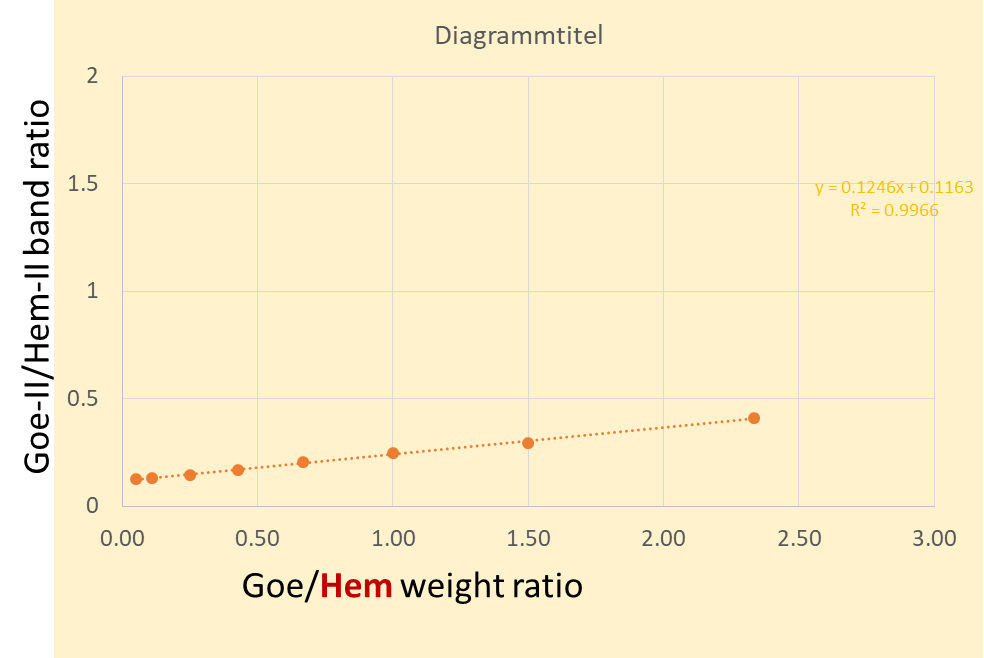 Diagrammtitel
Goe-II/Hem-II band ratio
2
1.5
1
0.5
0
y = 0.1246x + 0.1163
R² = 0.9966
0.00 0.50 1.00 1.50 2.00 2.50 3.00
Goe/Hem weight ratio